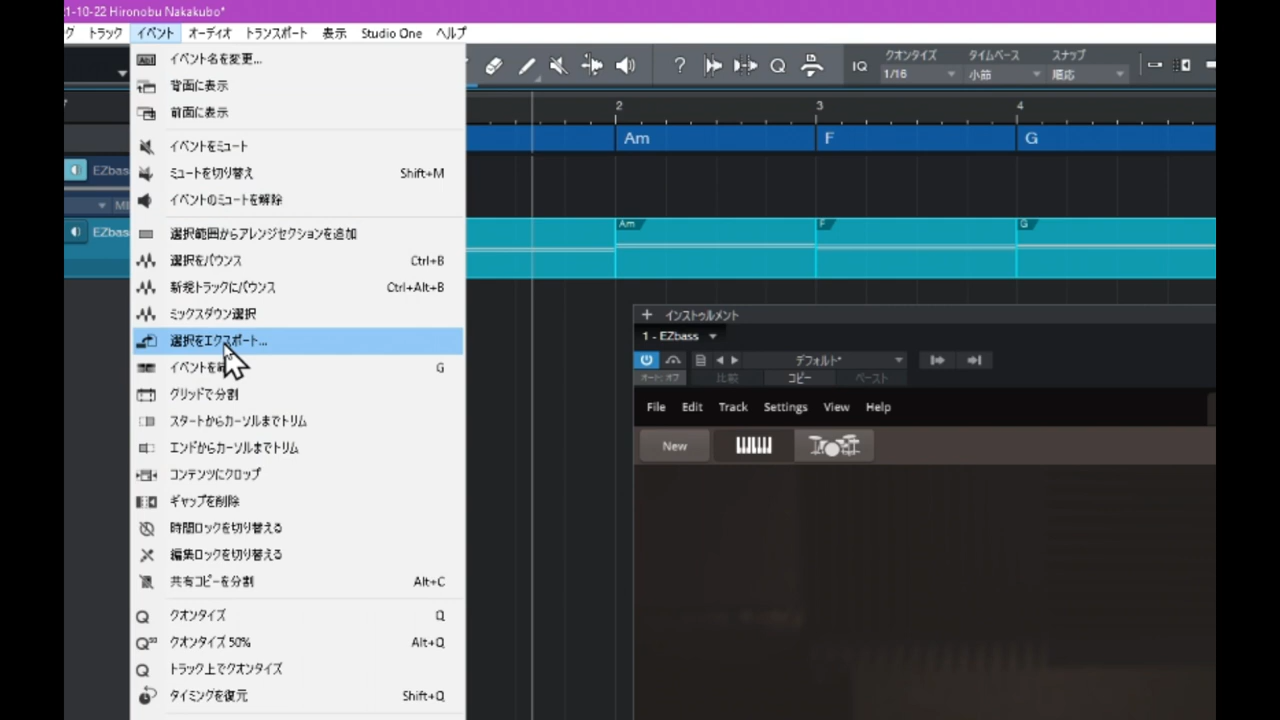 1-10-22 Hironobu Nakakubo*
グ トラック イベント オーディオ トランスポート 表示 Studio One ヘルプ
イベント名を変更...
背面に表示
前面に表示
イベントをミュート
ミュートを切り替え Shift+M
イベントのミュートを解除
選択範囲からアレンジセクションを追加
選択をバウンス Ctrl+B
新規トラックにバウンス Ctrl+Alt+B
ミックスダウン選択
選択をエクスポート...
イベントを G
グリッドで分割
スタートからカーソルまでトリム
エンドからカーソルまでトリム
コンテンツにクロップ
ギャップを削除
時間ロックを切り替える
編集ロックを切り替える
共有コピーを分割 Alt+C
クオンタイズ Q
クオンタイズ 50% Alt+Q
トラック上でクオンタイズ
タイミングを復元 Shift+Q
IQ クオンタイズ タイムベース スナップ
1/16 小節 順応
2 3 4
Am F G
EZbas
MI
EZbas
Am F G
インストゥルメント
1 - EZbass
デフォルト*
オート: オフ 比較 コピー ペースト
File Edit Track Settings View Help
New